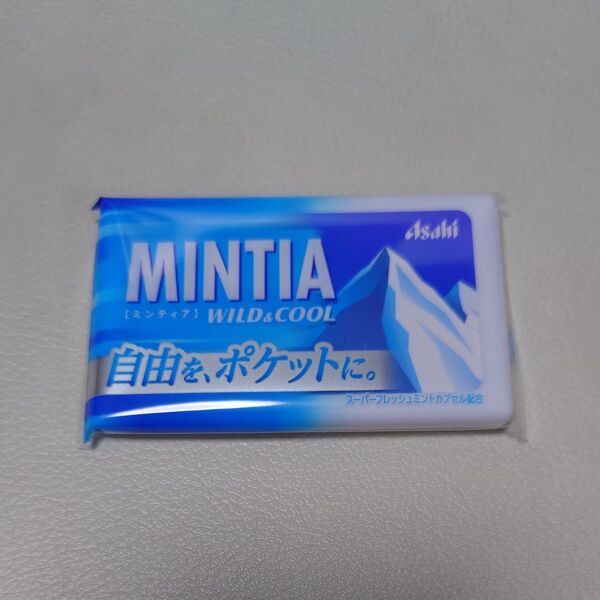 Asahi
MINTIA
[ミンティア] WILD&COOL
自由を、ポケットに。
スーパーフレッシュミントカプセル配合